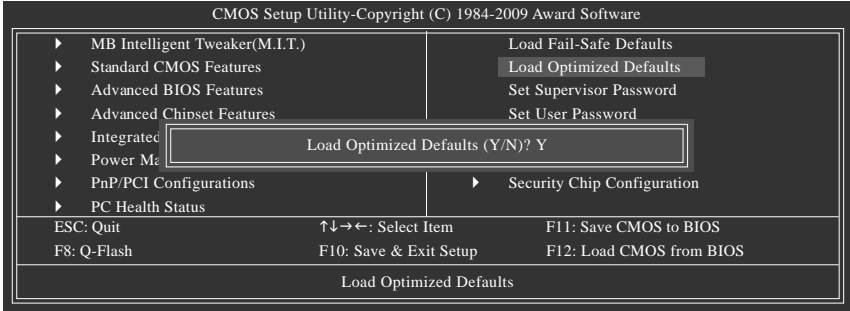 CMOS Setup Utility-Copyright (C) 1984-2009 Award Software
MB Intelligent Tweaker(M.I.T.)
Standard CMOS Features
Advanced BIOS Features
Advanced Chipset Features
Integrated
Power Ma
PnP/PCI Configurations
PC Health Status
Load Fail-Safe Defaults
Load Optimized Defaults
Set Supervisor Password
Set User Password
Security Chip Configuration
Load Optimized Defaults (Y/N)? Y
ESC: Quit ↑↓→←: Select Item F11: Save CMOS to BIOS
F8: Q-Flash F10: Save & Exit Setup F12: Load CMOS from BIOS
Load Optimized Defaults